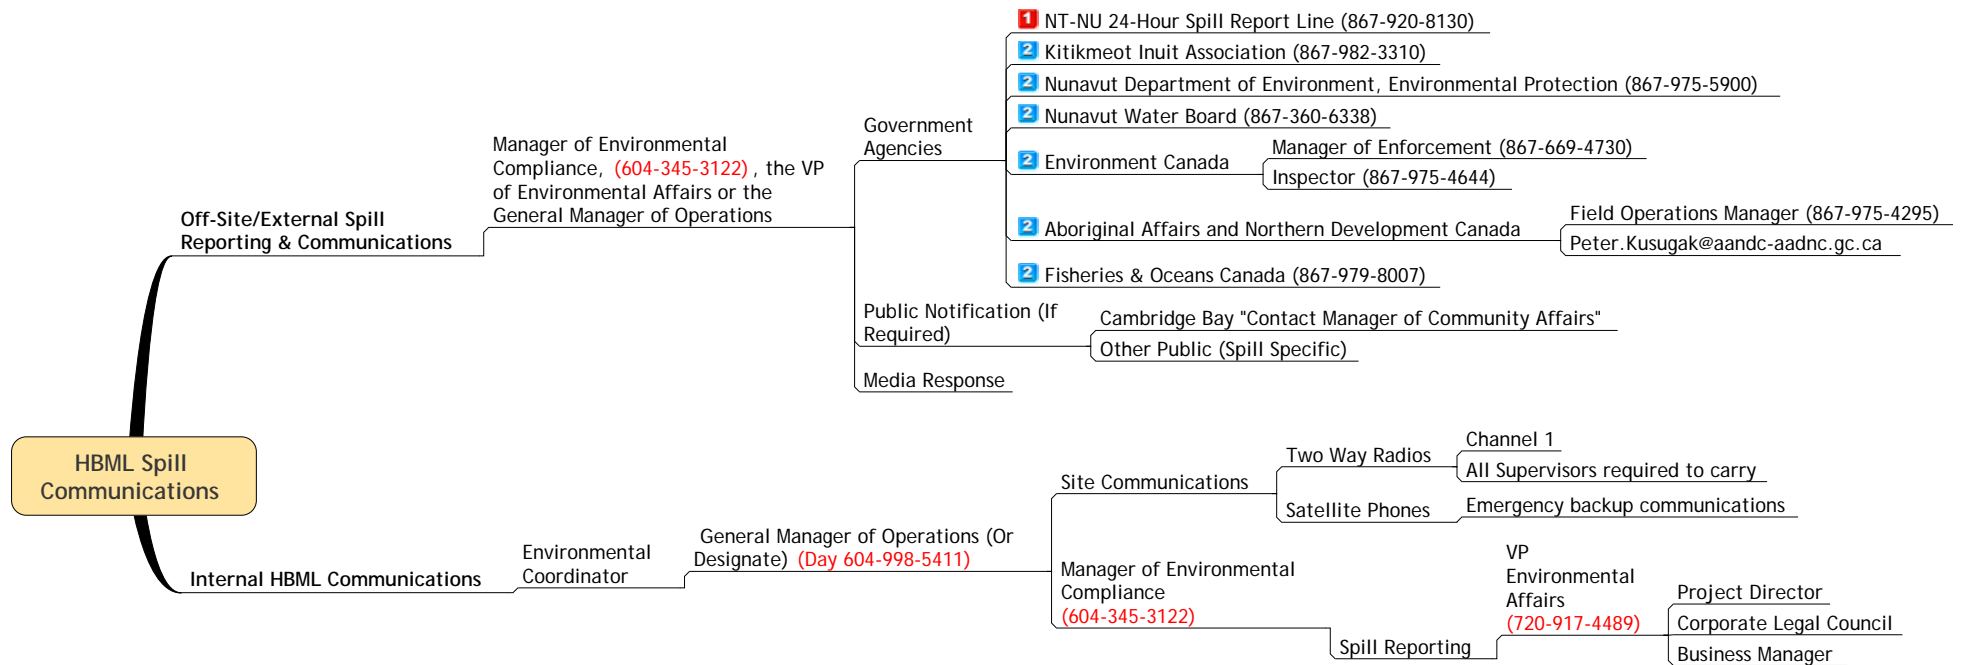 1 NT-NU 24-Hour Spill Report Line (867-920-8130)
2 Kitikmeot Inuit Association (867-982-3310)
2 Nunavut Department of Environment, Environmental Protection (867-975-5900)
2 Nunavut Water Board (867-360-6338)
Government
Agencies
Manager of Environmental
Compliance, (604-345-3122) , the VP
of Environmental Affairs or the
General Manager of Operations
2 Environment Canada
Manager of Enforcement (867-669-4730)
Inspector (867-975-4644)
Off-Site/External Spill
Reporting & Communications
2 Aboriginal Affairs and Northern Development Canada
Field Operations Manager (867-975-4295)
Peter.Kusugak@aandc-aadnc.gc.ca
2 Fisheries & Oceans Canada (867-979-8007)
Public Notification (If
Required)
Cambridge Bay "Contact Manager of Community Affairs"
Other Public (Spill Specific)
Media Response
HBML Spill
Communications
Internal HBML Communications
Environmental
Coordinator
General Manager of Operations (Or
Designate) (Day 604-998-5411)
Site Communications
Two Way Radios
Channel 1
All Supervisors required to carry
Satellite Phones
Emergency backup communications
Manager of Environmental
Compliance
(604-345-3122)
Spill Reporting
VP
Environmental
Affairs
(720-917-4489)
Project Director
Corporate Legal Council
Business Manager